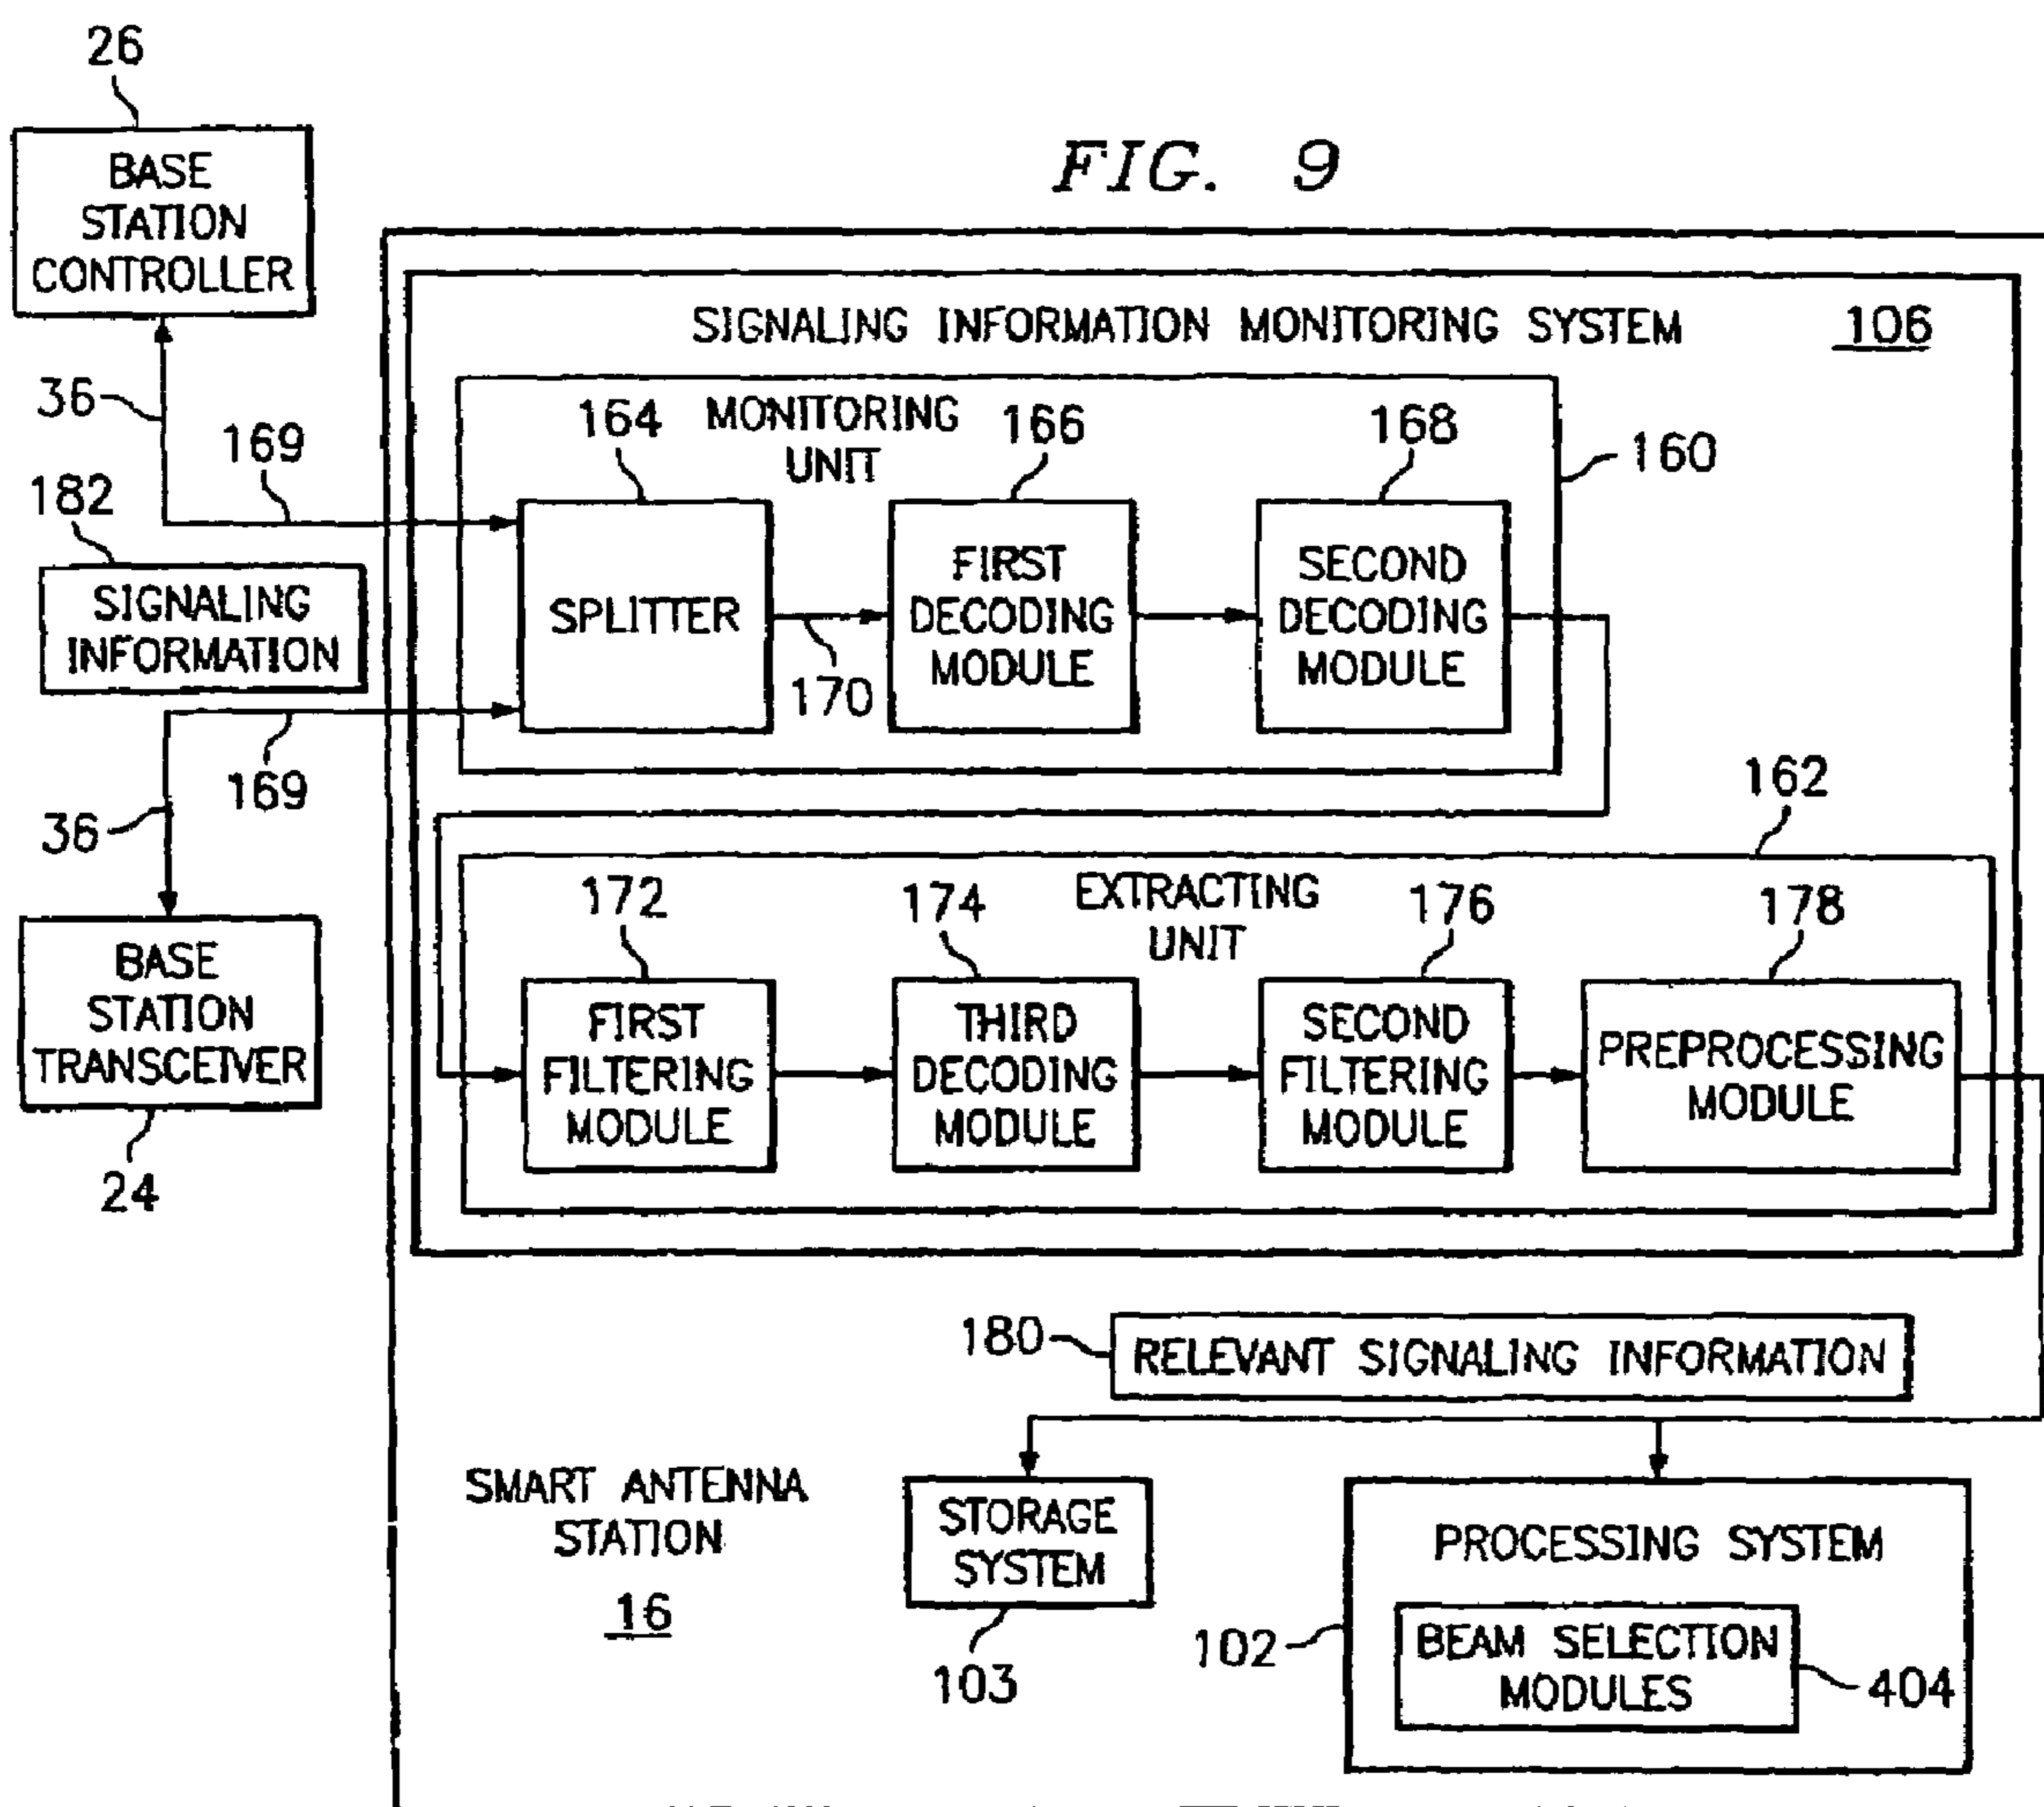 FIG. 9
26
BASE
STATION
CONTROLLER
36
169
182
SIGNALING
INFORMATION
169
36
BASE
STATION
TRANSCEIVER
24
SIGNALING INFORMATION MONITORING SYSTEM
106
MONITORING
UNIT
160
164
SPLITTER
170
166
FIRST
DECODING
MODULE
168
SECOND
DECODING
MODULE
162
EXTRACTING
UNIT
172
FIRST
FILTERING
MODULE
174
THIRD
DECODING
MODULE
176
SECOND
FILTERING
MODULE
178
PREPROCESSING
MODULE
180
RELEVANT SIGNALING INFORMATION
SMART ANTENNA
STATION
16
STORAGE
SYSTEM
103
PROCESSING SYSTEM
102
BEAM SELECTION
MODULES
404